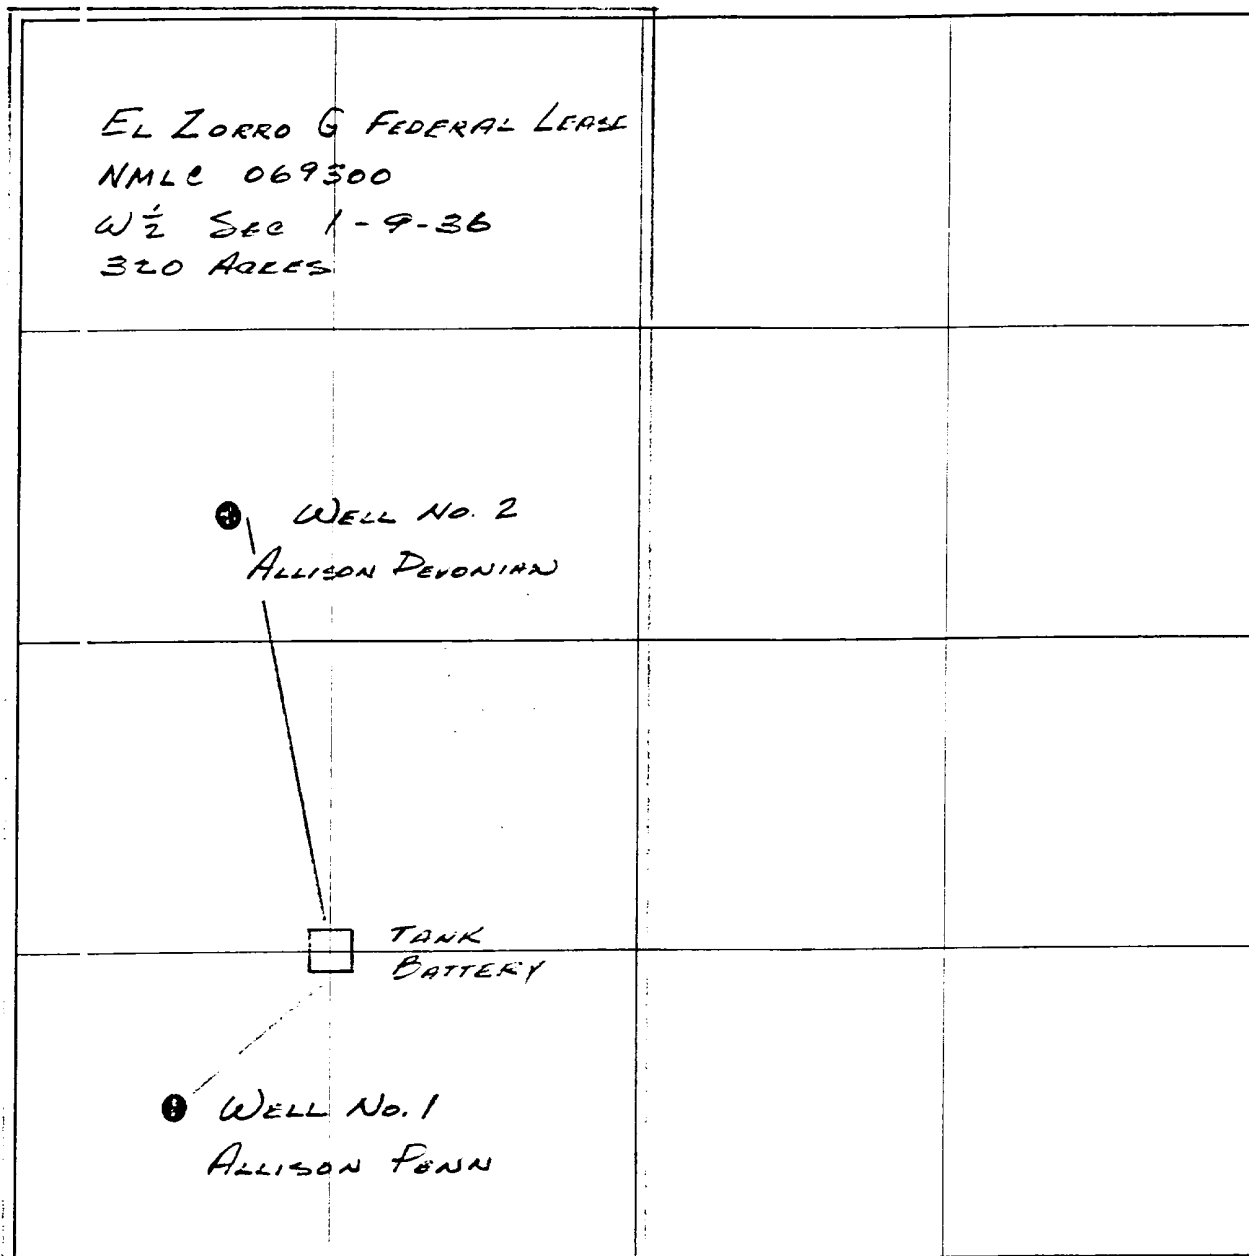 EL ZORRO G FEDERAL LEASE
NMLC 069300
W½ SEC 1-9-36
320 ACRES
WELL NO. 2
ALLISON DEVONIAN
TANK
BATTERY
WELL NO. 1
ALLISON PENN